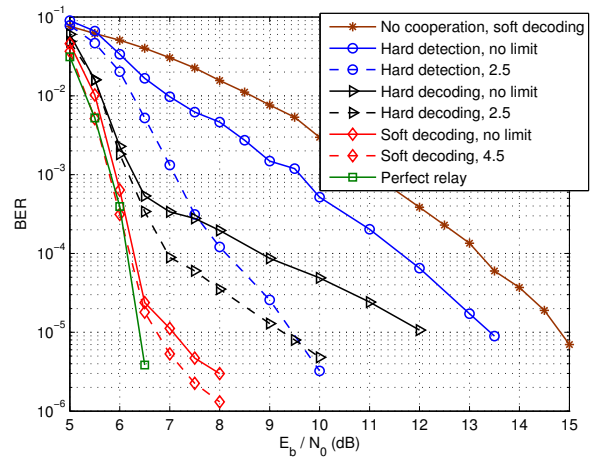 No cooperation, soft decoding
Hard detection, no limit
Hard detection, 2.5
Hard decoding, no limit
Hard decoding, 2.5
Soft decoding, no limit
Soft decoding, 4.5
Perfect relay
BER
10⁻¹
10⁻²
10⁻³
10⁻⁴
10⁻⁵
10⁻⁶
5 6 7 8 9 10 11 12 13 14 15
E_b / N_0 (dB)